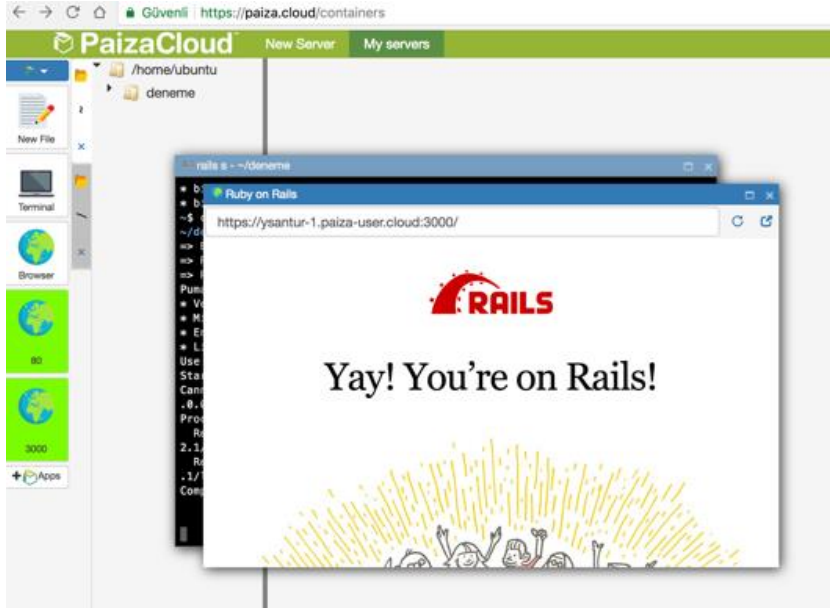 Güvenli https://paiza.cloud/containers
PaizaCloud New Server My servers
/home/ubuntu
deneme
New File
Terminal
Browser
80
3000
Apps
rails s - ~/deneme
Ruby on Rails
https://ysantur-1.paiza-user.cloud:3000/
RAILS
Yay! You're on Rails!